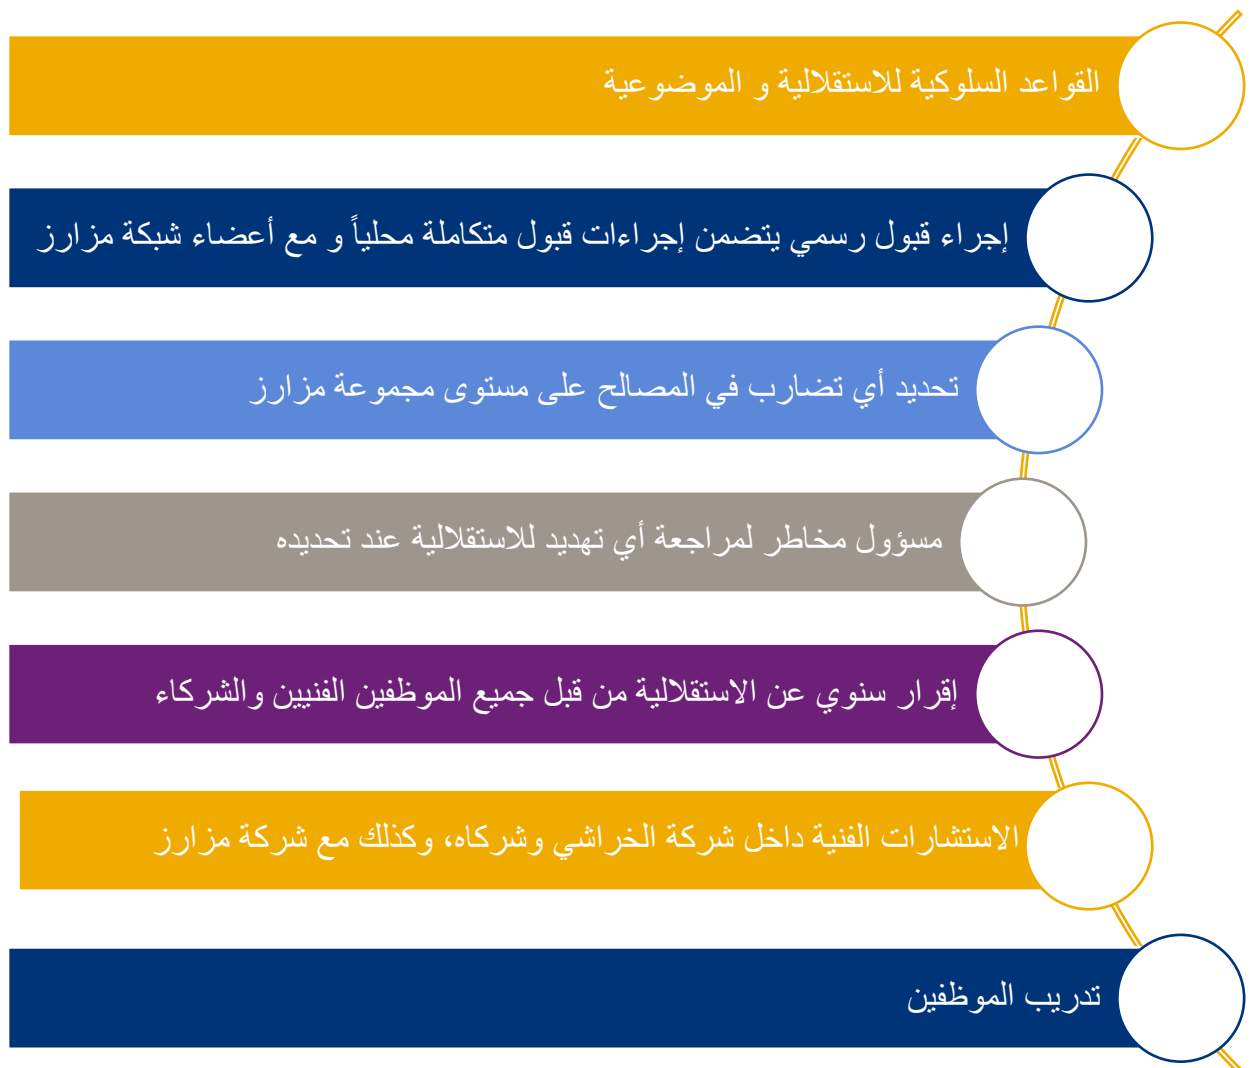 القواعد السلوكية للاستقلالية و الموضوعية
إجراء قبول رسمي يتضمن إجراءات قبول متكاملة محلياً و مع أعضاء شبكة مزارز
تحديد أي تضارب في المصالح على مستوى مجموعة مزارز
مسؤول مخاطر لمراجعة أي تهديد للاستقلالية عند تحديده
إقرار سنوي عن الاستقلالية من قبل جميع الموظفين الفنيين والشركاء
الاستشارات الفنية داخل شركة الخراشي وشركاه، وكذلك مع شركة مزارز
تدريب الموظفين